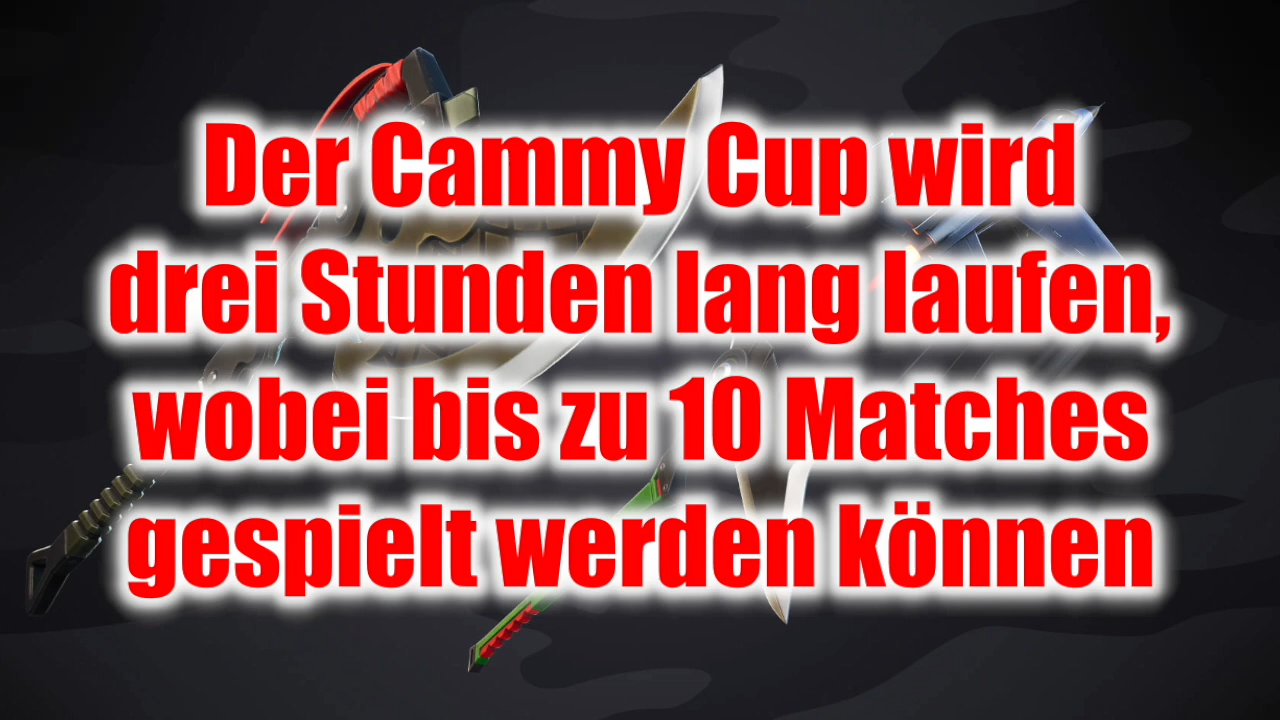 Der Cammy Cup wird
drei Stunden lang laufen,
wobei bis zu 10 Matches
gespielt werden können